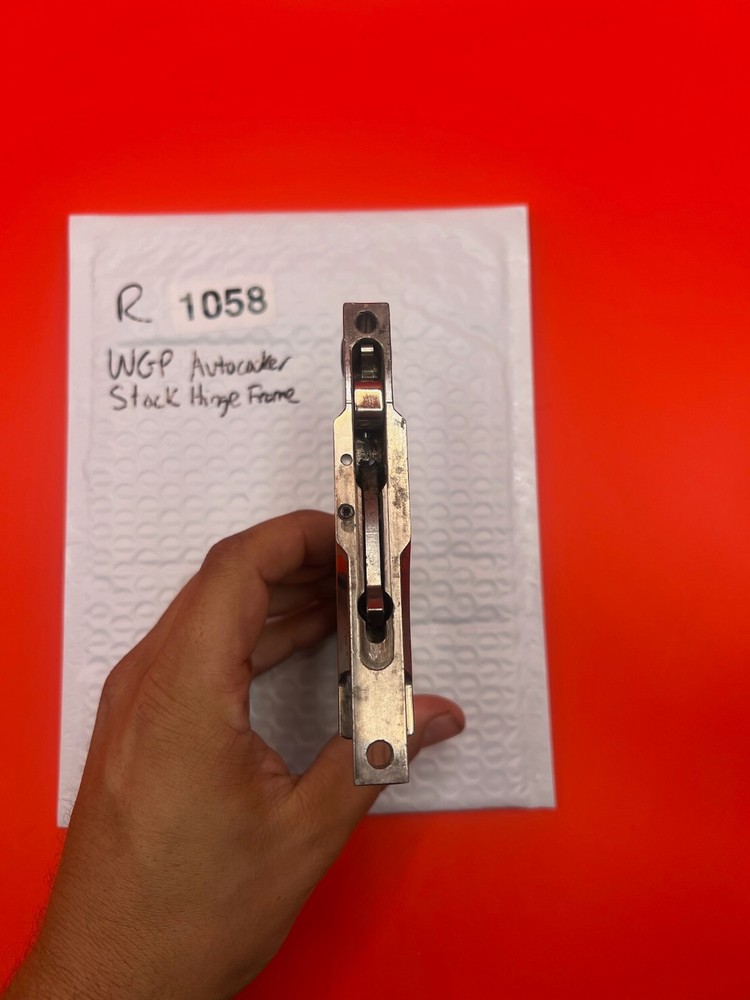 R 1058
WGP Autococker
Stock Hinge Frame